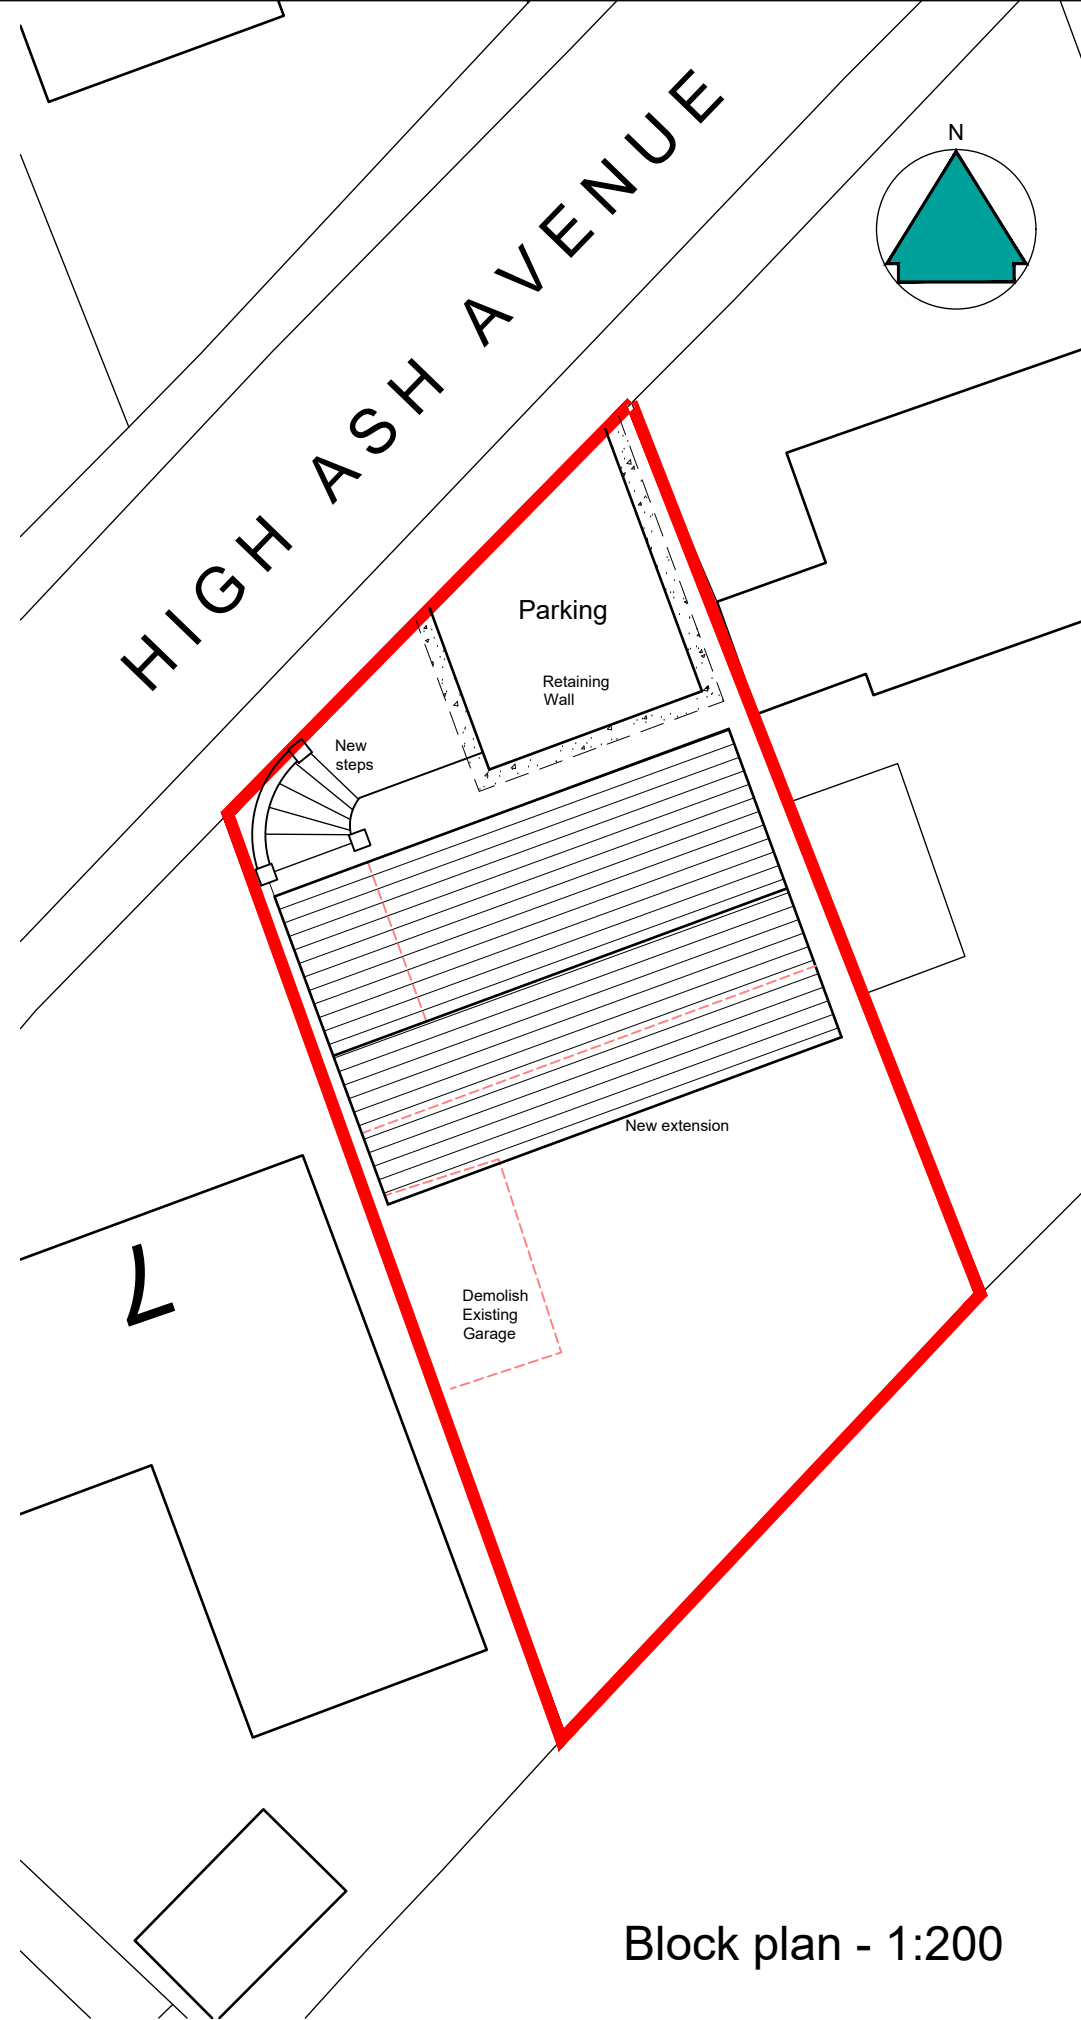 N
HIGH ASH AVENUE
Parking
Retaining
Wall
New
steps
New extension
7
Demolish
Existing
Garage
Block plan - 1:200